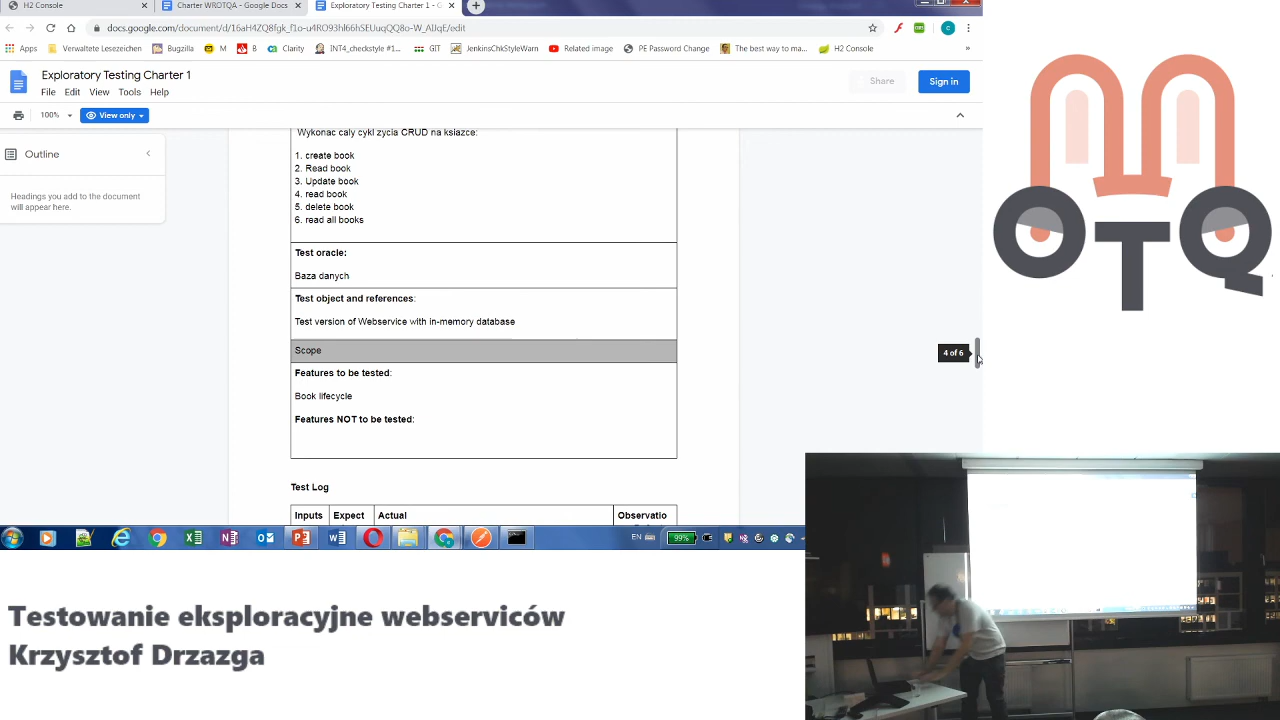 H2 Console
Charter WROTQA - Google Docs
Exploratory Testing Charter 1 - G
docs.google.com/document/d/16aH4ZQ8fgk_f1o-u4RO93hI66hSEUuqQQ8o-W_AIJqE/edit
Apps
Verwaltete Lesezeichen
Bugzilla
M
B
Clarity
INT4_checkstyle #1...
GIT
JenkinsChkStyleWarn
Related image
PE Password Change
The best way to ma...
H2 Console
»
Exploratory Testing Charter 1
File Edit View Tools Help
Share
Sign in
100%
View only
Outline
Headings you add to the document
will appear here.
Wykonac caly cykl zycia CRUD na ksiazce:
1. create book
2. Read book
3. Update book
4. read book
5. delete book
6. read all books
Test oracle:
Baza danych
Test object and references:
Test version of Webservice with in-memory database
Scope
Features to be tested:
Book lifecycle
Features NOT to be tested:
4 of 6
Test Log
Inputs Expect Actual Observatio
EN
99%
OTQ
Testowanie eksploracyjne webserviców
Krzysztof Drzazga